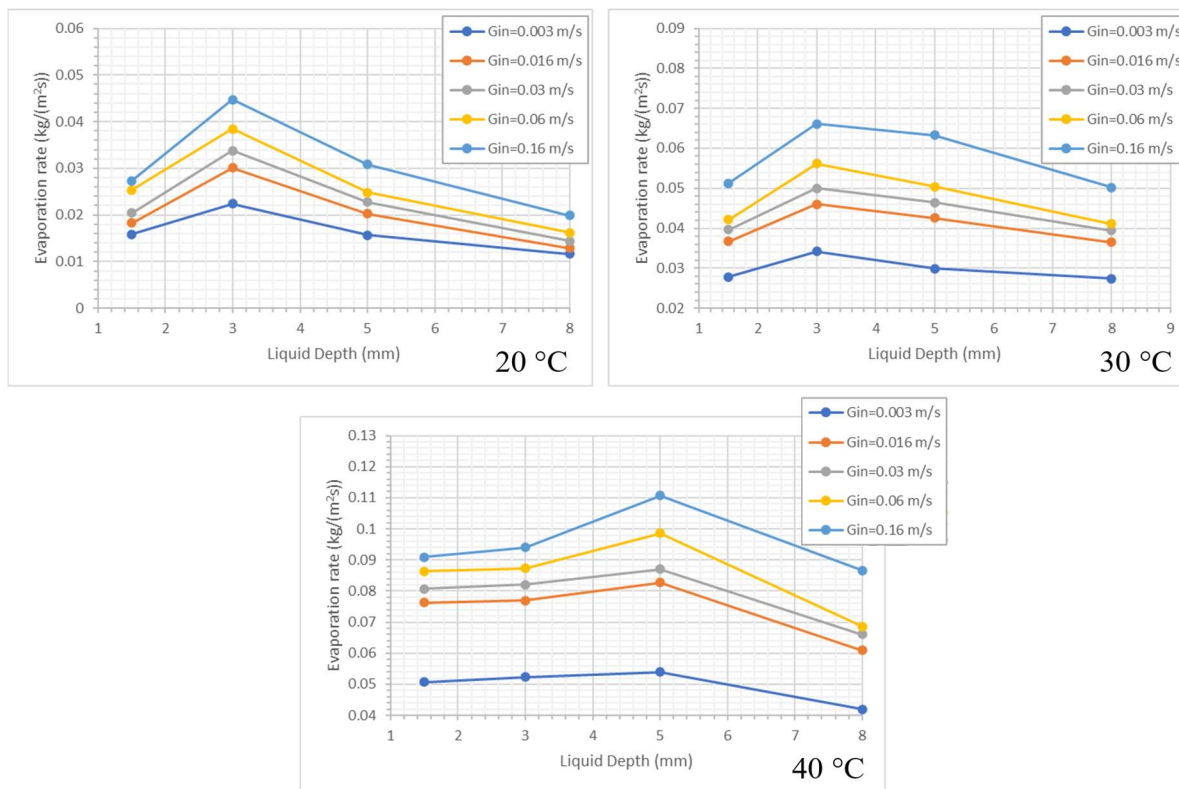 0.06
0.05
0.04
0.03
0.02
0.01
0
Evaporation rate (kg/(m²s))
1 2 3 4 5 6 7 8
Liquid Depth (mm)
20 °C
Gin=0.003 m/s
Gin=0.016 m/s
Gin=0.03 m/s
Gin=0.06 m/s
Gin=0.16 m/s
0.09
0.08
0.07
0.06
0.05
0.04
0.03
0.02
Evaporation rate (kg/(m²s))
1 2 3 4 5 6 7 8 9
Liquid Depth (mm)
30 °C
Gin=0.003 m/s
Gin=0.016 m/s
Gin=0.03 m/s
Gin=0.06 m/s
Gin=0.16 m/s
0.13
0.12
0.11
0.1
0.09
0.08
0.07
0.06
0.05
0.04
Evaporation rate (kg/(m²s))
1 2 3 4 5 6 7 8
Liquid Depth (mm)
40 °C
Gin=0.003 m/s
Gin=0.016 m/s
Gin=0.03 m/s
Gin=0.06 m/s
Gin=0.16 m/s